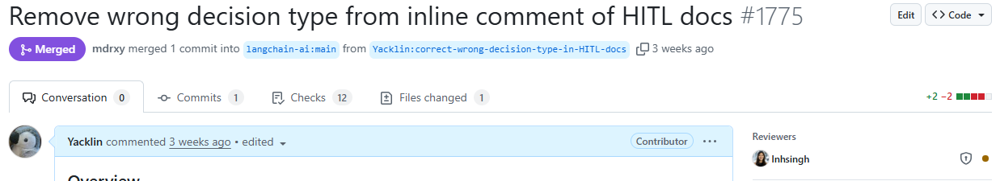 Remove wrong decision type from inline comment of HITL docs #1775
Edit
Code
Merged
mdrxy merged 1 commit into langchain-ai:main from Yacklin:correct-wrong-decision-type-in-HITL-docs 3 weeks ago
Conversation 0
Commits 1
Checks 12
Files changed 1
+2 −2
Yacklin commented 3 weeks ago • edited
Contributor
Reviewers
lnhsingh
Overview